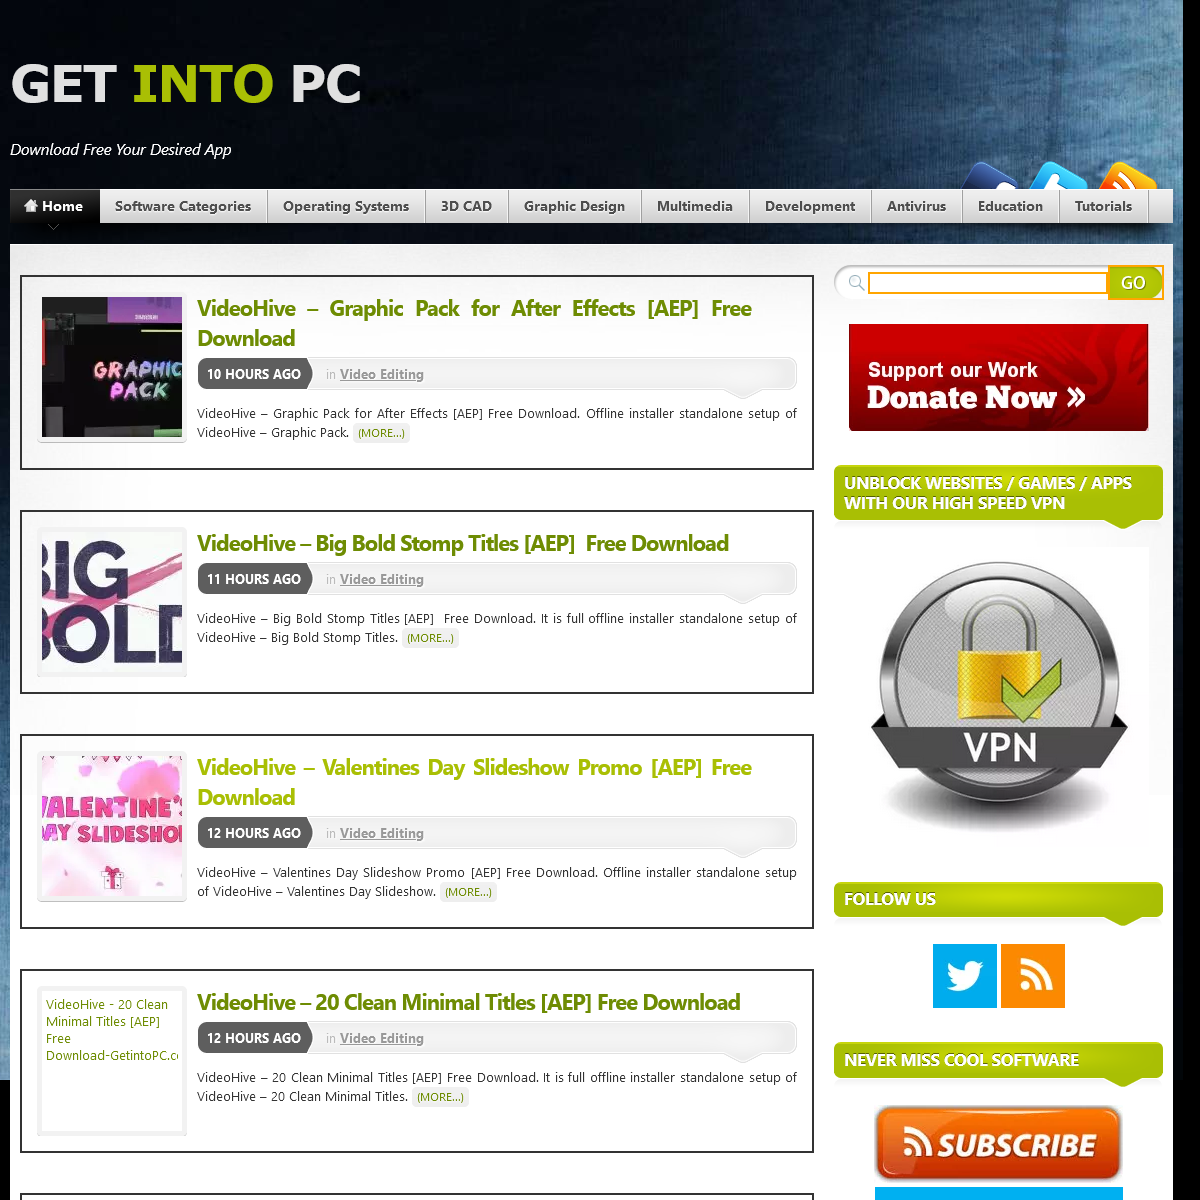 GET INTO PC
Download Free Your Desired App
Home
Software Categories
Operating Systems
3D CAD
Graphic Design
Multimedia
Development
Antivirus
Education
Tutorials
GO
SYNAPHTHEORY
GRAPHIC
PACK
VideoHive – Graphic Pack for After Effects [AEP] Free
Download
10 HOURS AGO in Video Editing
VideoHive – Graphic Pack for After Effects [AEP] Free Download. Offline installer standalone setup of
VideoHive – Graphic Pack. (MORE…)
BIG
BOLD
VideoHive – Big Bold Stomp Titles [AEP]  Free Download
11 HOURS AGO in Video Editing
VideoHive – Big Bold Stomp Titles [AEP]  Free Download. It is full offline installer standalone setup of
VideoHive – Big Bold Stomp Titles. (MORE…)
VALENTINE'S
DAY SLIDESHOW
VideoHive – Valentines Day Slideshow Promo [AEP] Free
Download
12 HOURS AGO in Video Editing
VideoHive – Valentines Day Slideshow Promo [AEP] Free Download. Offline installer standalone setup
of VideoHive – Valentines Day Slideshow. (MORE…)
VideoHive - 20 Clean
Minimal Titles [AEP]
Free
Download-GetintoPC.c
VideoHive – 20 Clean Minimal Titles [AEP] Free Download
12 HOURS AGO in Video Editing
VideoHive – 20 Clean Minimal Titles [AEP] Free Download. It is full offline installer standalone setup of
VideoHive – 20 Clean Minimal Titles. (MORE…)
Support our Work
Donate Now »
UNBLOCK WEBSITES / GAMES / APPS
WITH OUR HIGH SPEED VPN
VPN
FOLLOW US
NEVER MISS COOL SOFTWARE
SUBSCRIBE